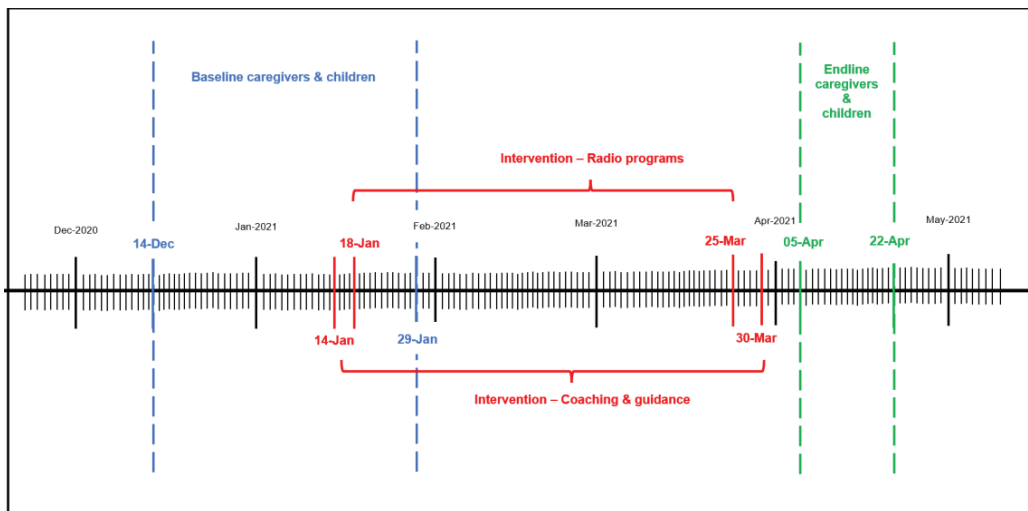 Baseline caregivers & children
Endline
caregivers
&
children
Intervention – Radio programs
Dec-2020
14-Dec
Jan-2021
18-Jan
Feb-2021
Mar-2021
25-Mar
Apr-2021
05-Apr
22-Apr
May-2021
14-Jan
29-Jan
30-Mar
Intervention – Coaching & guidance